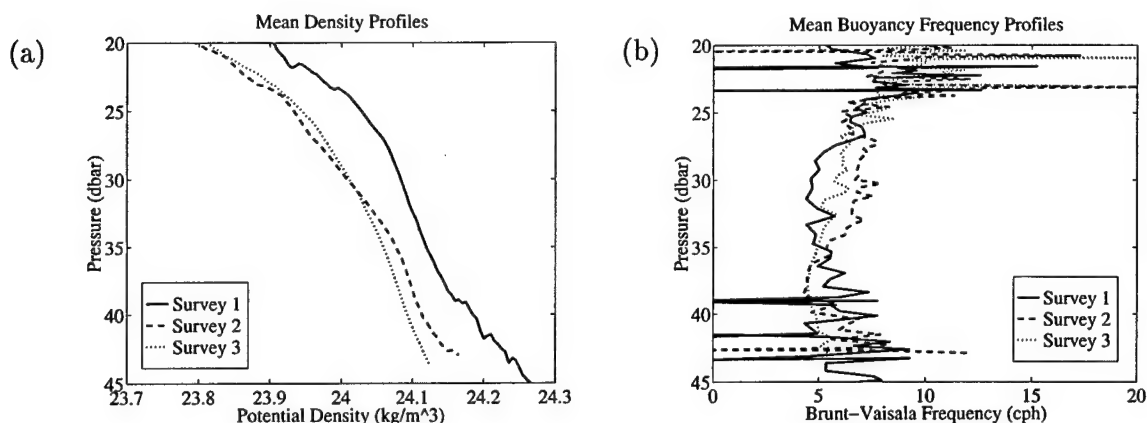 (a)
Mean Density Profiles
20
25
30
35
40
45
Pressure (dbar)
Survey 1
Survey 2
Survey 3
23.7 23.8 23.9 24 24.1 24.2 24.3
Potential Density (kg/m^3)
(b)
Mean Buoyancy Frequency Profiles
20
25
30
35
40
45
Pressure (dbar)
Survey 1
Survey 2
Survey 3
0 5 10 15 20
Brunt-Vaisala Frequency (cph)